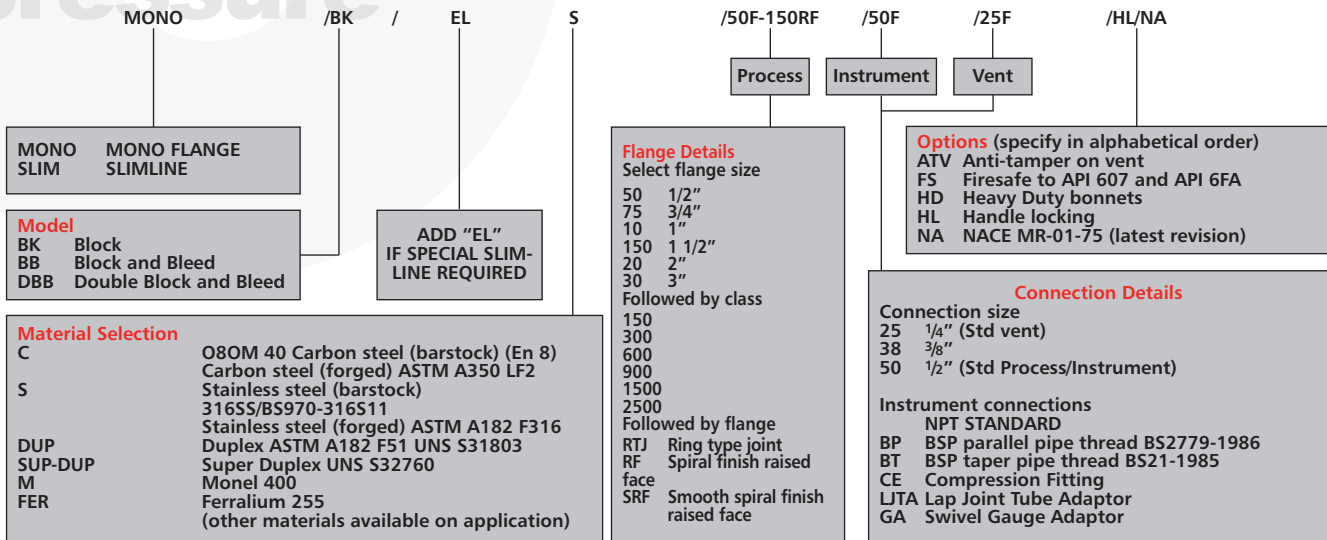 pressure
MONO /BK / EL S /50F-150RF /50F /25F /HL/NA
Process Instrument Vent
MONO MONO FLANGE
SLIM SLIMLINE
Model
BK Block
BB Block and Bleed
DBB Double Block and Bleed
ADD “EL”
IF SPECIAL SLIM-
LINE REQUIRED
Material Selection
C O8OM 40 Carbon steel (barstock) (En 8)
Carbon steel (forged) ASTM A350 LF2
S Stainless steel (barstock)
316SS/BS970-316S11
Stainless steel (forged) ASTM A182 F316
DUP Duplex ASTM A182 F51 UNS S31803
SUP-DUP Super Duplex UNS S32760
M Monel 400
FER Ferralium 255
(other materials available on application)
Flange Details
Select flange size
50 1/2”
75 3/4”
10 1”
150 1 1/2”
20 2”
30 3”
Followed by class
150
300
600
900
1500
2500
Followed by flange
RTJ Ring type joint
RF Spiral finish raised
face
SRF Smooth spiral finish
raised face
Options (specify in alphabetical order)
ATV Anti-tamper on vent
FS Firesafe to API 607 and API 6FA
HD Heavy Duty bonnets
HL Handle locking
NA NACE MR-01-75 (latest revision)
Connection Details
Connection size
25 1/4” (Std vent)
38 3/8”
50 1/2” (Std Process/Instrument)
Instrument connections
NPT STANDARD
BP BSP parallel pipe thread BS2779-1986
BT BSP taper pipe thread BS21-1985
CE Compression Fitting
LJTA Lap Joint Tube Adaptor
GA Swivel Gauge Adaptor